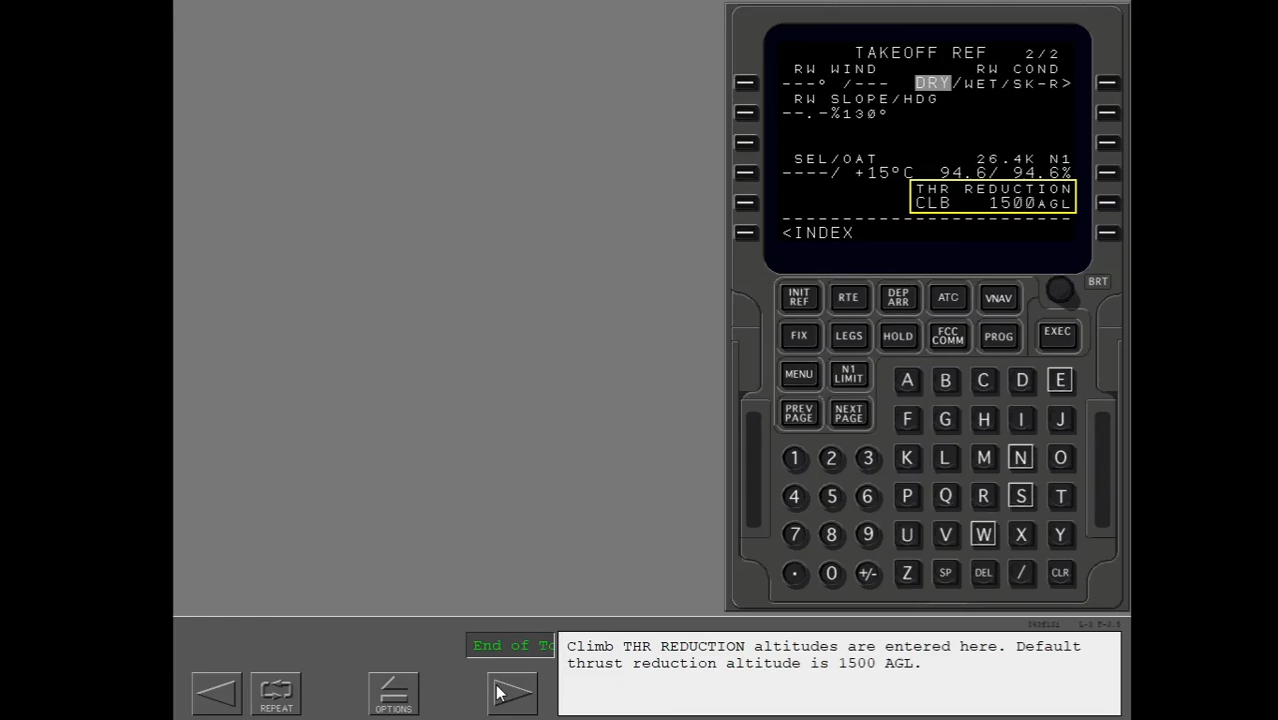 TAKEOFF REF 2/2
RW WIND RW COND
---° /--- DRY/WET/SK-R>
RW SLOPE/HDG
--.-%130°
SEL/OAT 26.4K N1
----/ +15°C 94.6/ 94.6%
THR REDUCTION
CLB 1500AGL
------------------------
<INDEX
BRT
INIT REF RTE DEP ARR ATC VNAV
FIX LEGS HOLD FCC COMM PROG EXEC
MENU N1 LIMIT
PREV PAGE NEXT PAGE
A B C D E
F G H I J
1 2 3 K L M N O
4 5 6 P Q R S T
7 8 9 U V W X Y
. 0 +/- Z SP DEL / CLR
End of To
Climb THR REDUCTION altitudes are entered here. Default
thrust reduction altitude is 1500 AGL.
REPEAT OPTIONS